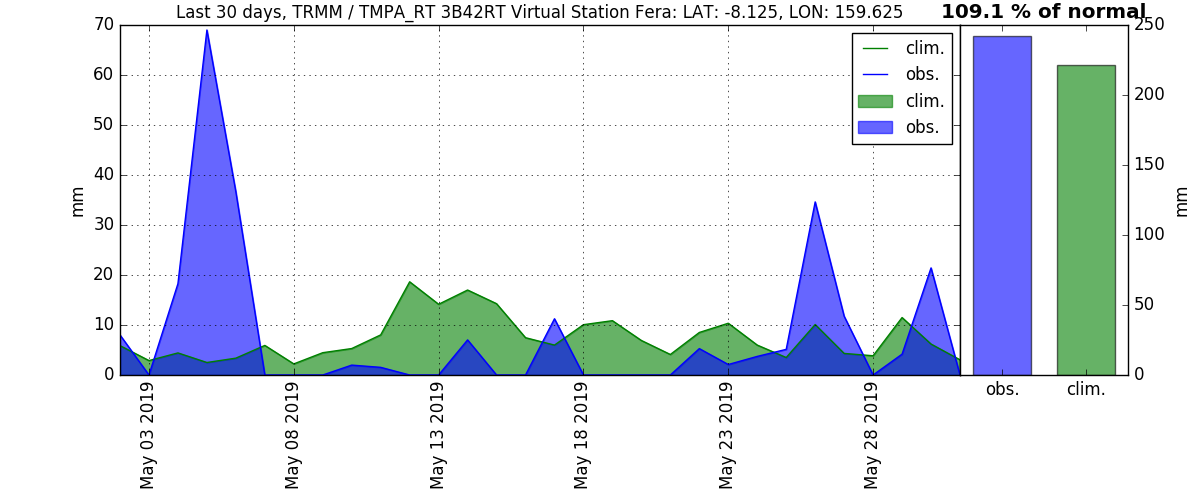 Last 30 days, TRMM / TMPA_RT 3B42RT Virtual Station Fera: LAT: -8.125, LON: 159.625
109.1 % of normal
70
60
50
40
30
20
10
0
mm
clim.
obs.
clim.
obs.
May 03 2019
May 08 2019
May 13 2019
May 18 2019
May 23 2019
May 28 2019
250
200
150
100
50
0
mm
obs.
clim.